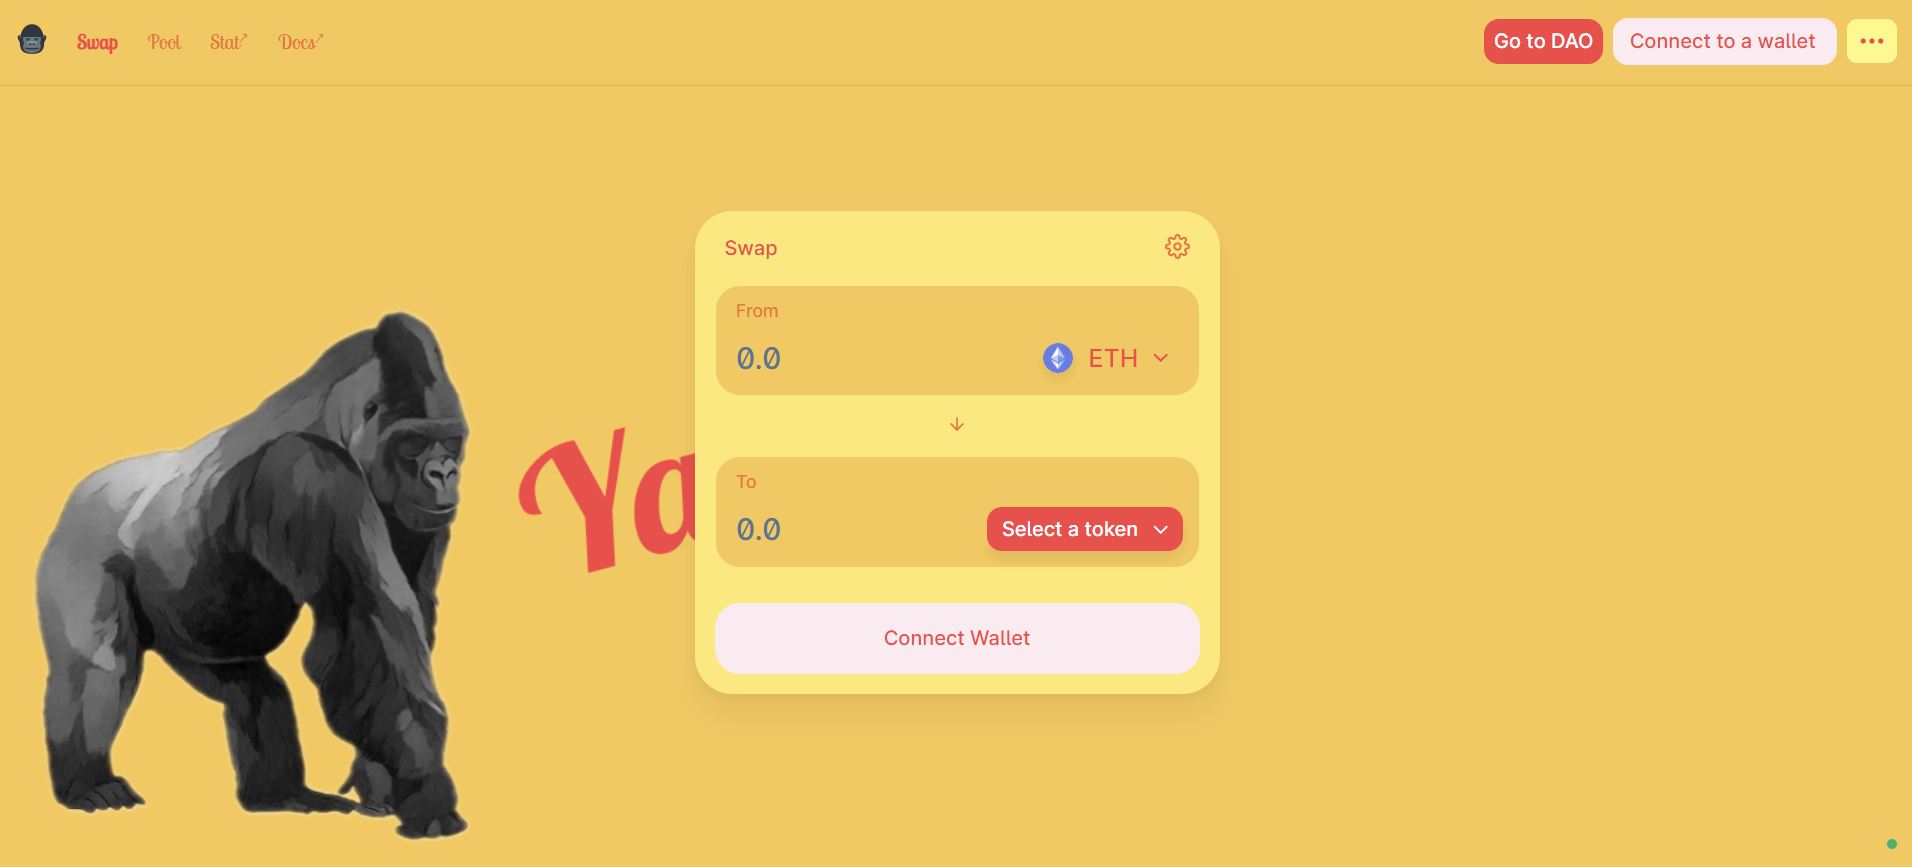 Swap Pool Stat↗ Docs↗ Go to DAO Connect to a wallet ...
Swap
From
0.0 ETH
Ya
To
0.0 Select a token
Connect Wallet